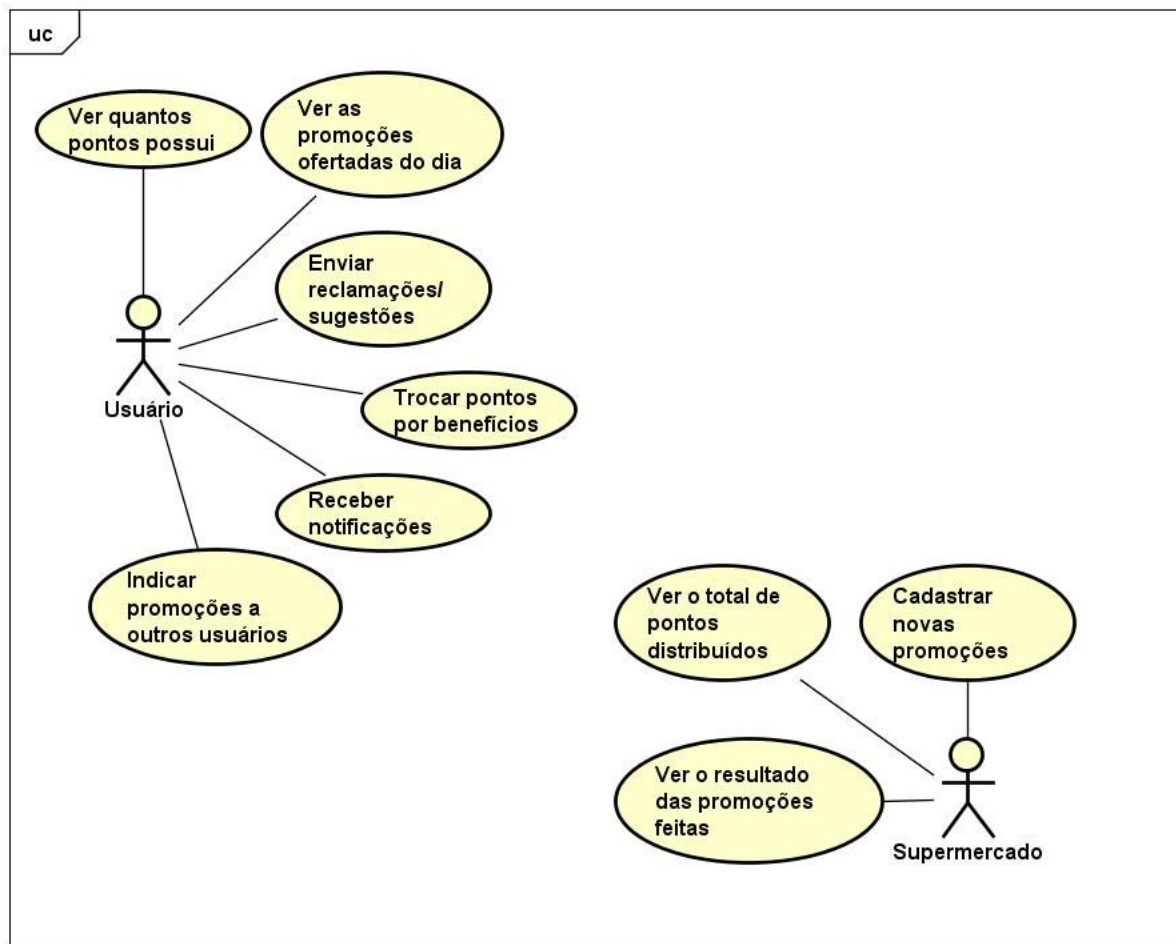 uc
Ver quantos
pontos possui
Ver as
promoções
ofertadas do dia
Enviar
reclamações/
sugestões
Trocar pontos
por benefícios
Usuário
Receber
notificações
Indicar
promoções a
outros usuários
Ver o total de
pontos
distribuídos
Cadastrar
novas
promoções
Ver o resultado
das promoções
feitas
Supermercado